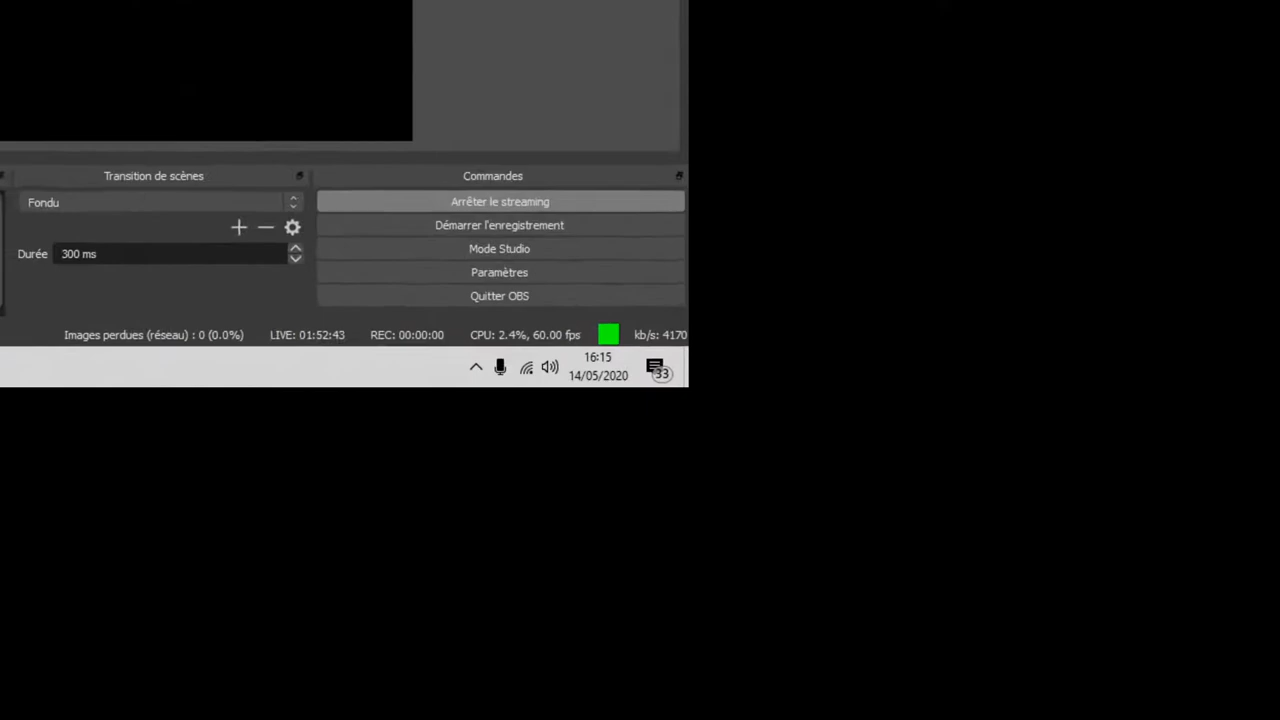 Transition de scènes
Commandes
Fondu
Arrêter le streaming
Démarrer l'enregistrement
Durée 300 ms
Mode Studio
Paramètres
Quitter OBS
Images perdues (réseau) : 0 (0.0%) LIVE: 01:52:43 REC: 00:00:00 CPU: 2.4%, 60.00 fps kb/s: 4170
16:15
14/05/2020
33